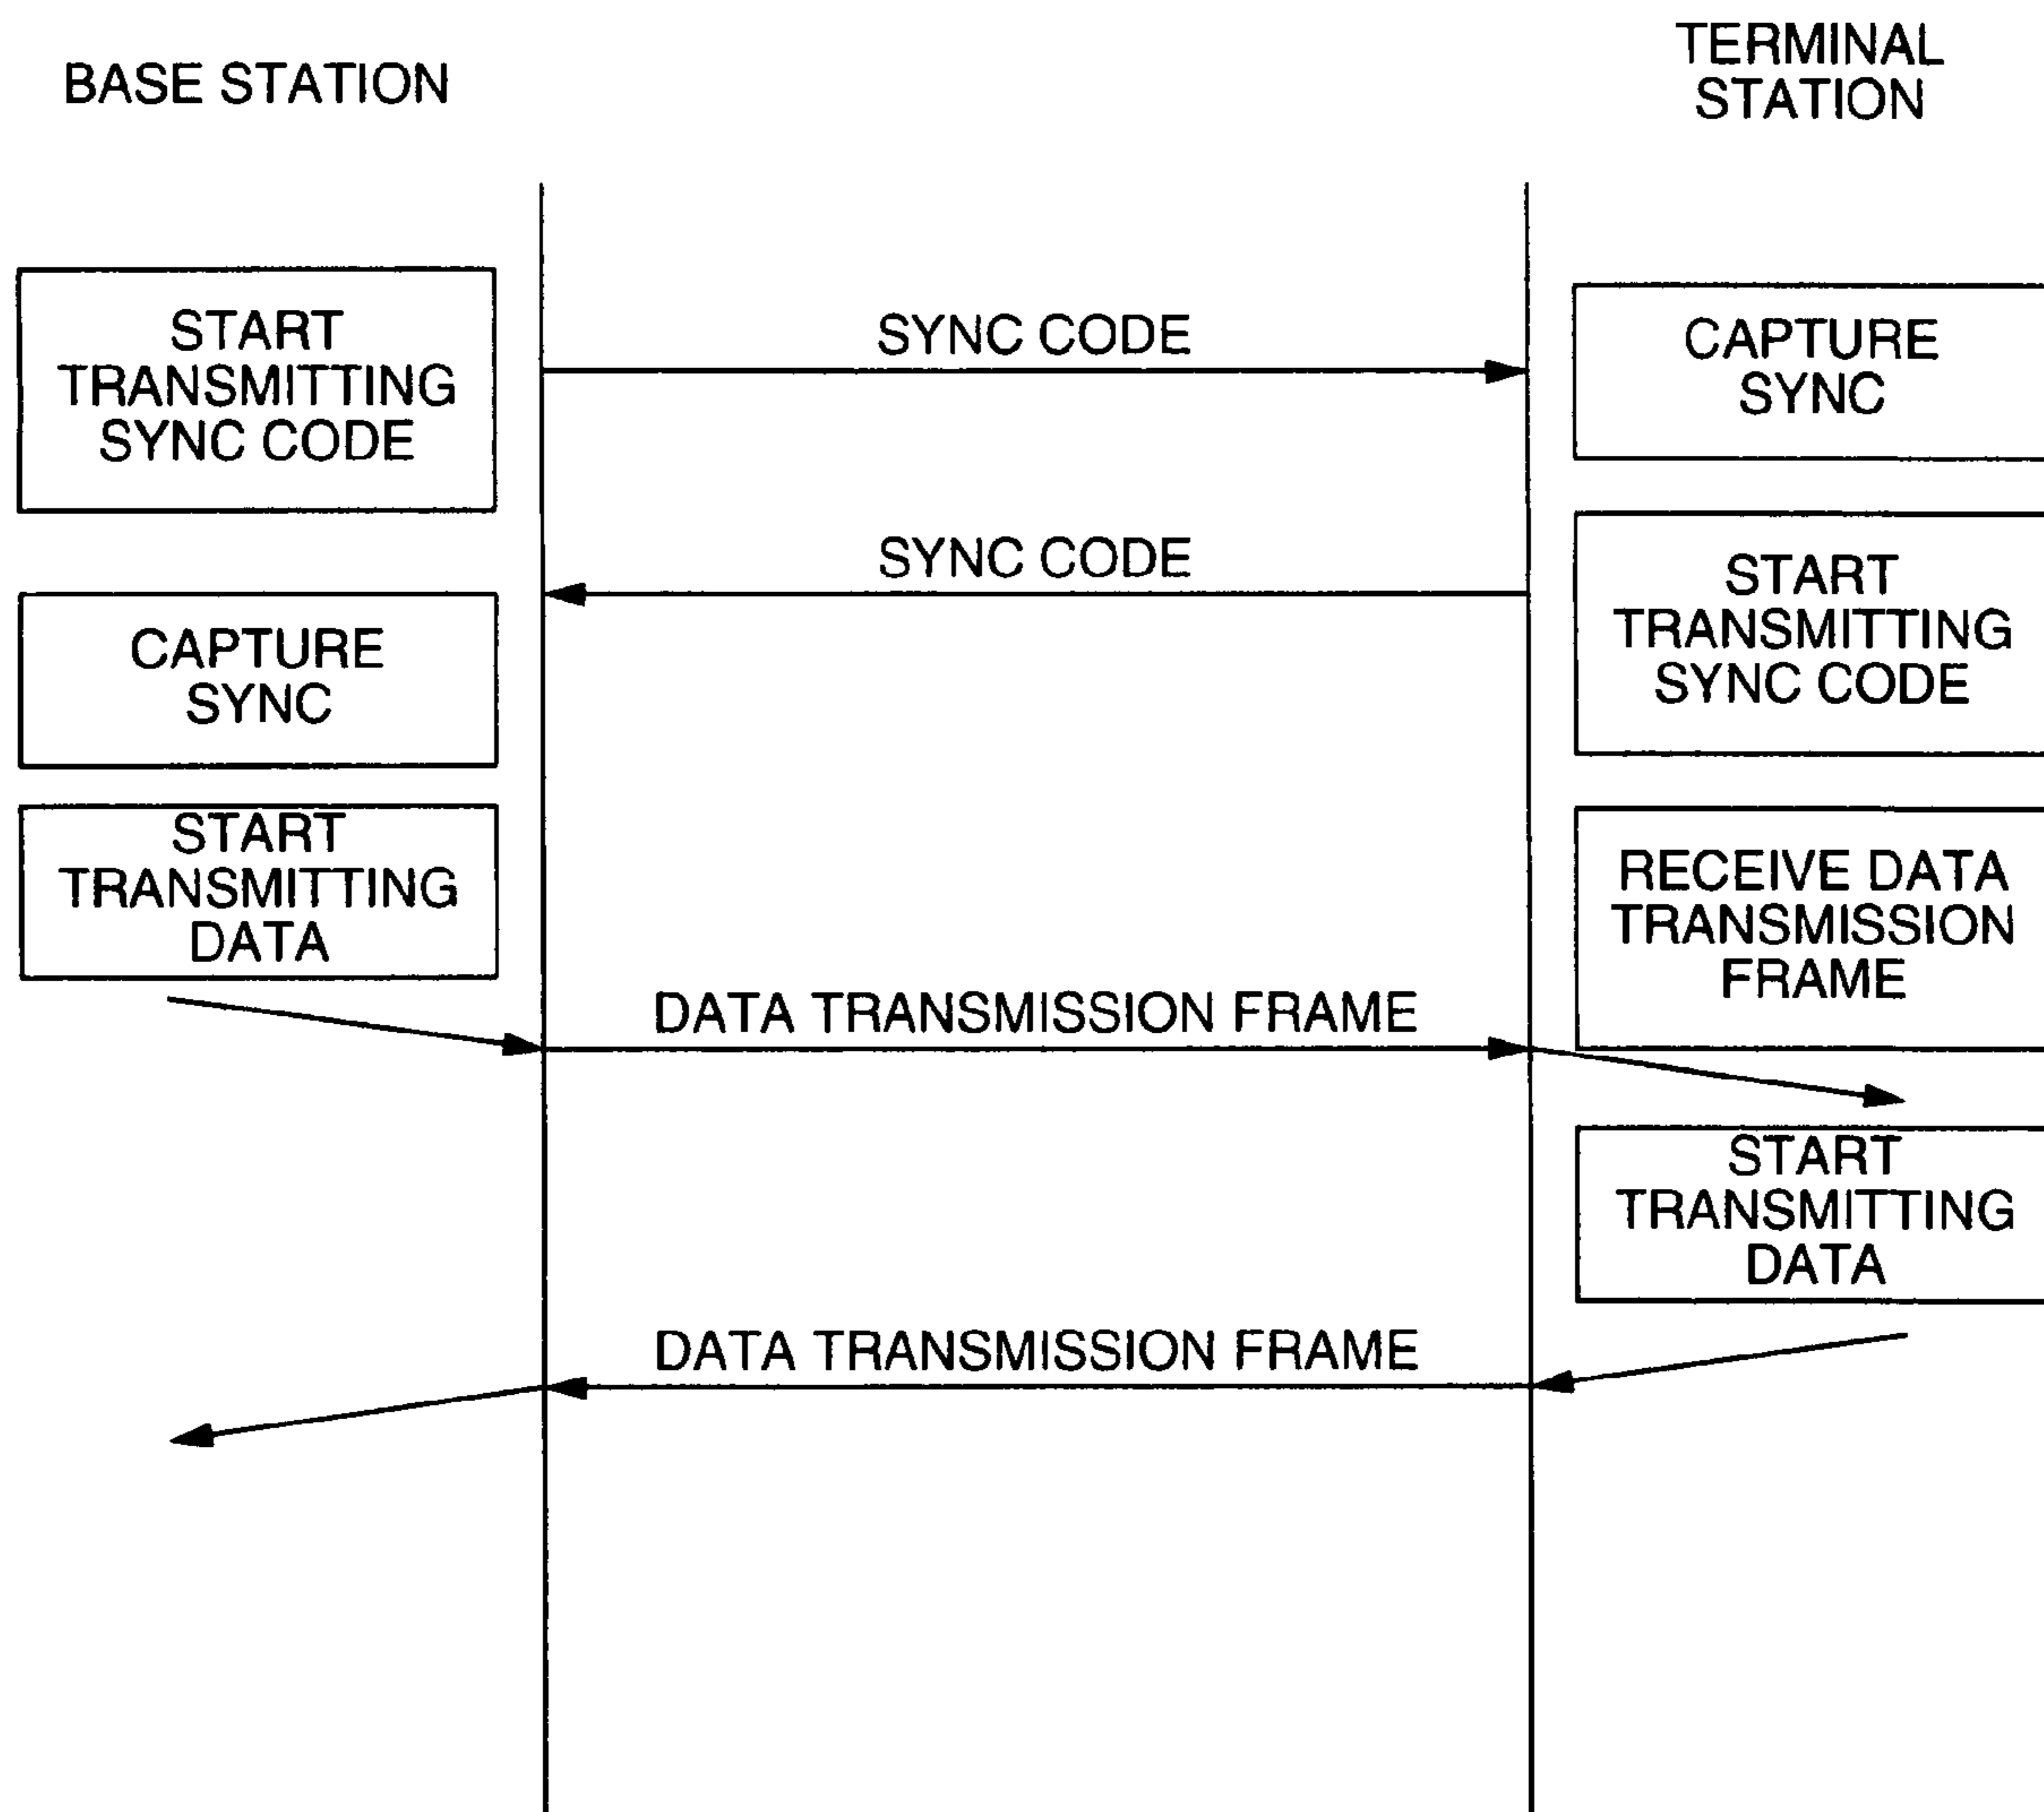 BASE STATION
TERMINAL
STATION
START
TRANSMITTING
SYNC CODE
SYNC CODE
CAPTURE
SYNC
SYNC CODE
START
TRANSMITTING
SYNC CODE
CAPTURE
SYNC
START
TRANSMITTING
DATA
RECEIVE DATA
TRANSMISSION
FRAME
DATA TRANSMISSION FRAME
START
TRANSMITTING
DATA
DATA TRANSMISSION FRAME